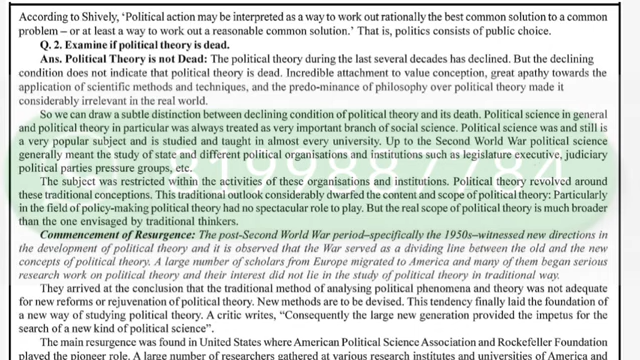 According to Shively, ‘Political action may be interpreted as a way to work out rationally the best common solution to a common
problem – or at least a way to work out a reasonable common solution.’ That is, politics consists of public choice.
Q. 2. Examine if political theory is dead.
Ans. Political Theory is not Dead: The political theory during the last several decades has declined. But the declining
condition does not indicate that political theory is dead. Incredible attachment to value conception, great apathy towards the
application of scientific methods and techniques, and the predo-minance of philosophy over political theory made it
considerably irrelevant in the real world.
So we can draw a subtle distinction between declining condition of political theory and its death. Political science in general
and political theory in particular was always treated as very important branch of social science. Political science was and still is
a very popular subject and is studied and taught in almost every university. Up to the Second World War political science
generally meant the study of state and different political organisations and institutions such as legislature executive, judiciary
political parties pressure groups, etc.
The subject was restricted within the activities of these organisations and institutions. Political theory revolved around
these traditional conceptions. This traditional outlook considerably dwarfed the content and scope of political theory: Particularly
in the field of policy-making political theory had no spectacular role to play. But the real scope of political theory is much broader
than the one envisaged by traditional thinkers.
Commencement of Resurgence: The post-Second World War period–specifically the 1950s–witnessed new directions in
the development of political theory and it is observed that the War served as a dividing line between the old and the new
concepts of political theory. A large number of scholars from Europe migrated to America and many of them began serious
research work on political theory and their interest did not lie in the study of political theory in traditional way.
They arrived at the conclusion that the traditional method of analysing political phenomena and theory was not adequate
for new reforms or rejuvenation of political theory. New methods are to be devised. This tendency finally laid the foundation of
a new way of studying political theory. A critic writes, “Consequently the large new generation provided the impetus for the
search of a new kind of political science”.
The main resurgence was found in United States where American Political Science Association and Rockefeller Foundation
played the pioneer role. A large number of researchers gathered at various research institutes and universities of America and